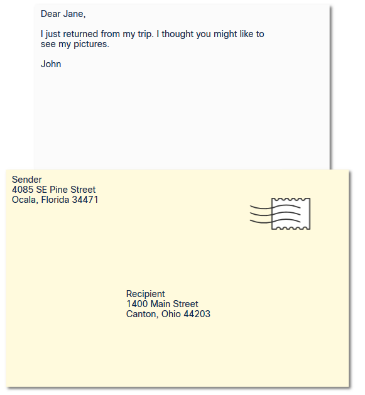 Dear Jane,
I just returned from my trip. I thought you might like to
see my pictures.
John
Sender
4085 SE Pine Street
Ocala, Florida 34471
Recipient
1400 Main Street
Canton, Ohio 44203